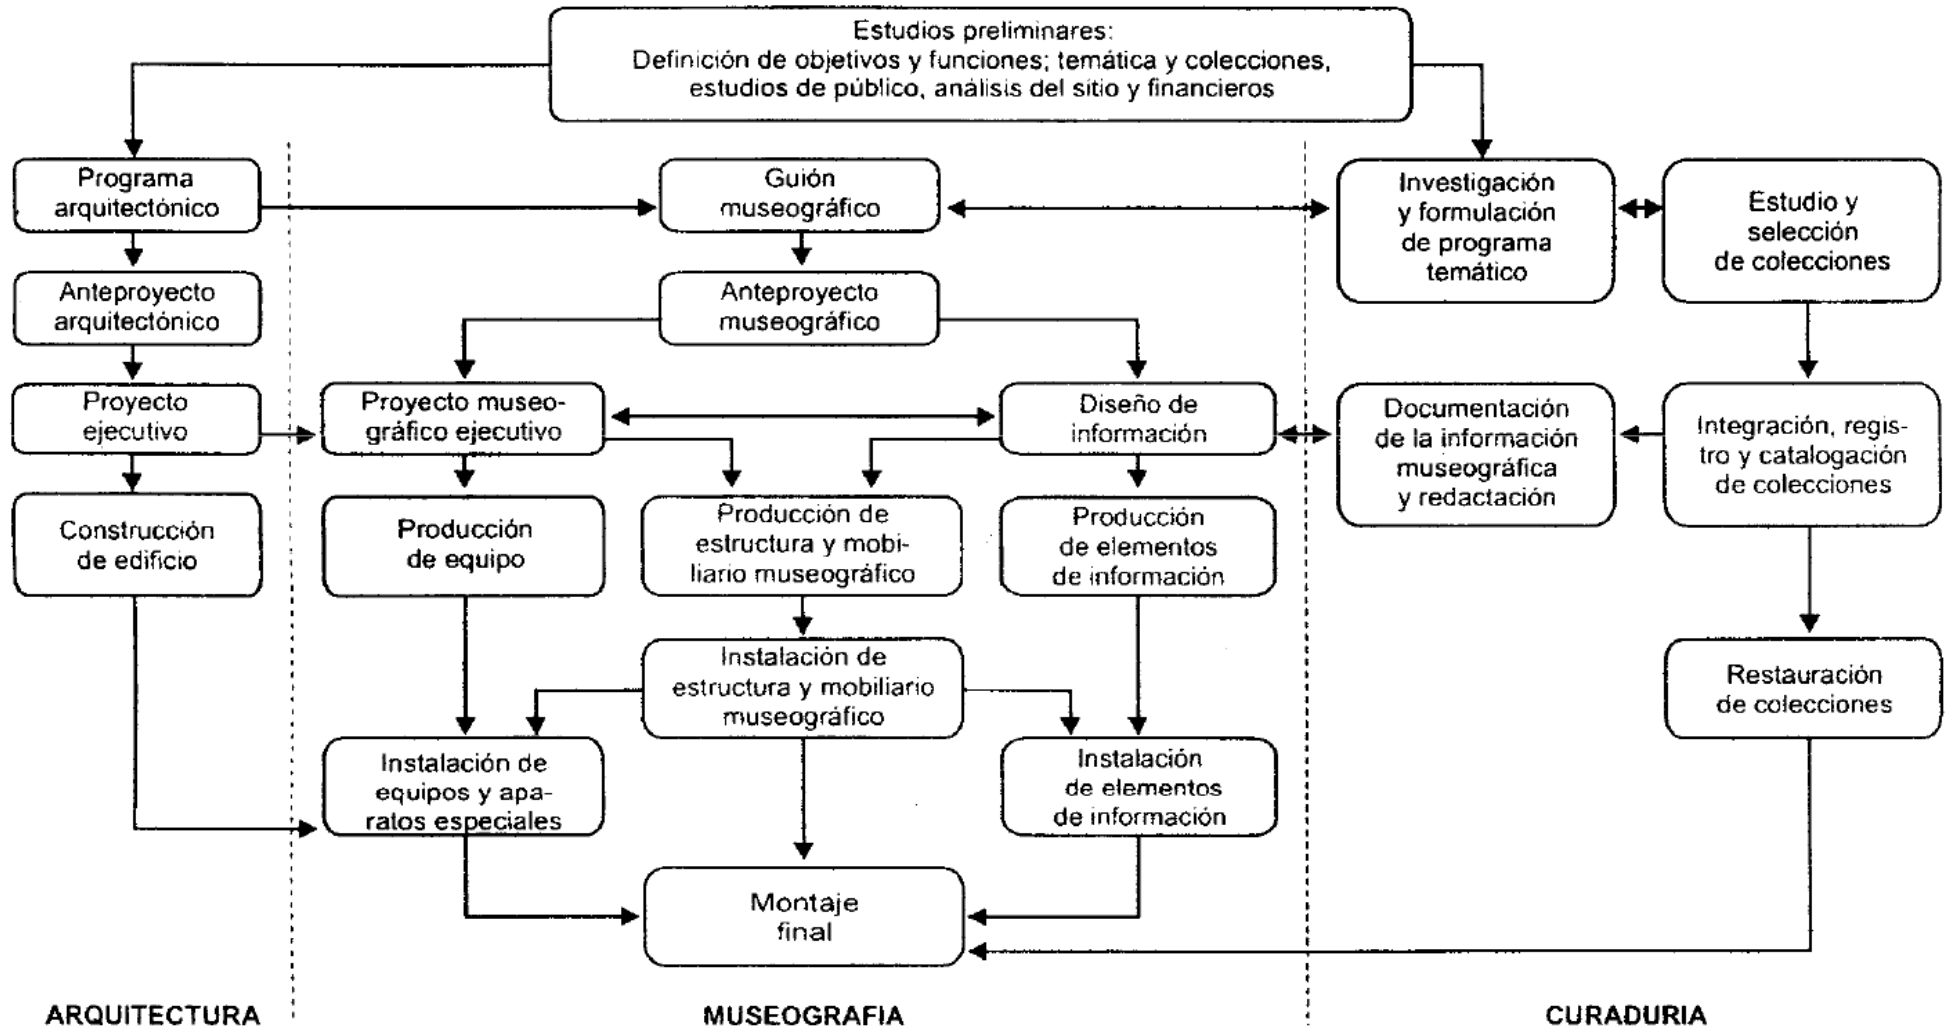 Estudios preliminares:
Definición de objetivos y funciones; temática y colecciones,
estudios de público, análisis del sitio y financieros
Programa
arquitectónico
Guión
museográfico
Investigación
y formulación
de programa
temático
Estudio y
selección
de colecciones
Anteproyecto
arquitectónico
Anteproyecto
museográfico
Proyecto
ejecutivo
Proyecto museo-
gráfico ejecutivo
Diseño de
información
Documentación
de la información
museográfica
y redactación
Integración, regis-
tro y catalogación
de colecciones
Construcción
de edificio
Producción
de equipo
Producción de
estructura y mobi-
liario museográfico
Producción
de elementos
de información
Instalación de
estructura y mobiliario
museográfico
Restauración
de colecciones
Instalación de
equipos y apa-
ratos especiales
Instalación
de elementos
de información
Montaje
final
ARQUITECTURA
MUSEOGRAFIA
CURADURIA